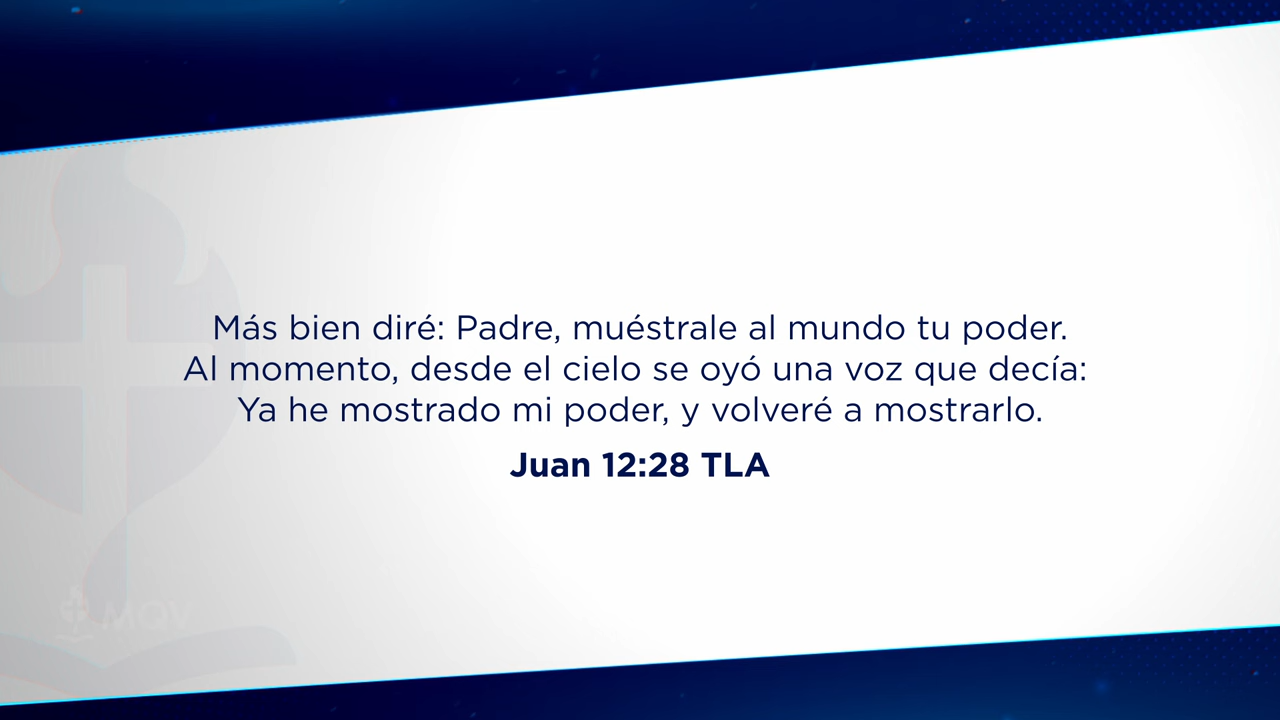 Más bien diré: Padre, muéstrale al mundo tu poder.
Al momento, desde el cielo se oyó una voz que decía:
Ya he mostrado mi poder, y volveré a mostrarlo.
Juan 12:28 TLA
MQV